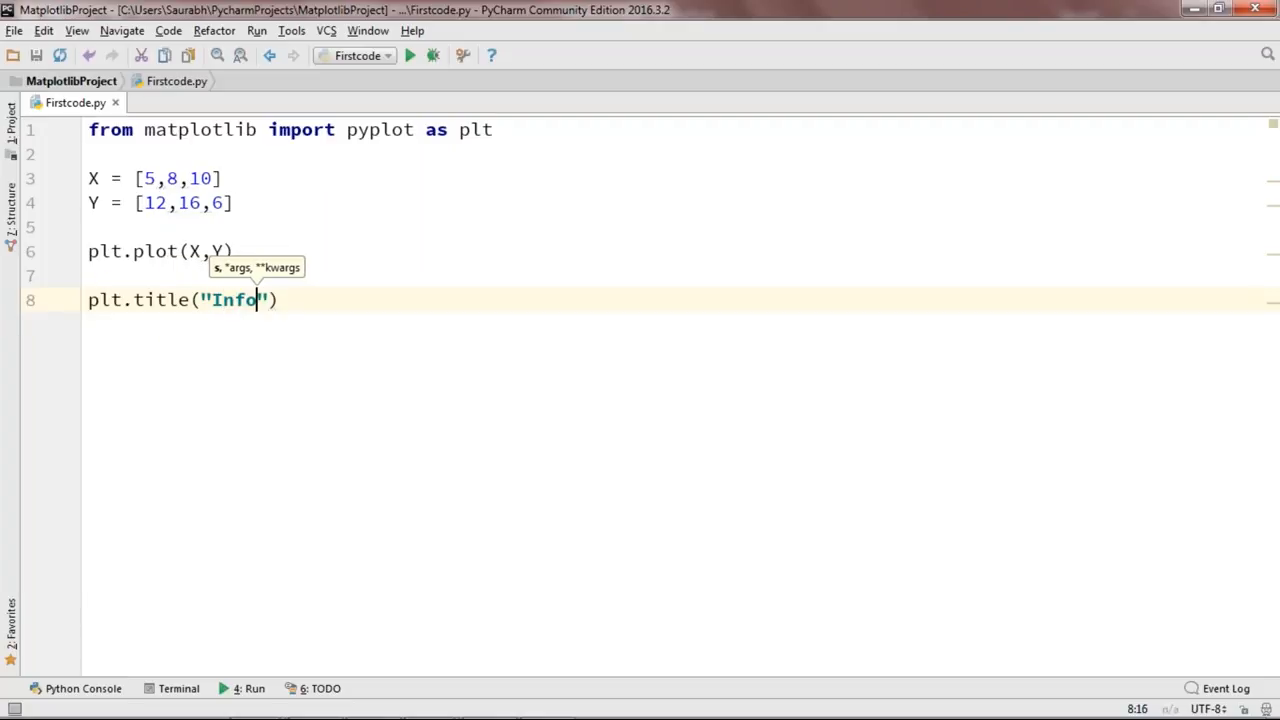 MatplotlibProject - [C:\Users\Saurabh\PycharmProjects\MatplotlibProject] - ...\Firstcode.py - PyCharm Community Edition 2016.3.2
File Edit View Navigate Code Refactor Run Tools VCS Window Help
Firstcode
MatplotlibProject Firstcode.py
Firstcode.py
1: Project
Z: Structure
2: Favorites
1 from matplotlib import pyplot as plt
2
3 X = [5,8,10]
4 Y = [12,16,6]
5
6 plt.plot(X,Y)
s, *args, **kwargs
7
8 plt.title("Info")
Python Console Terminal 4: Run 6: TODO Event Log
8:16 n/a UTF-8